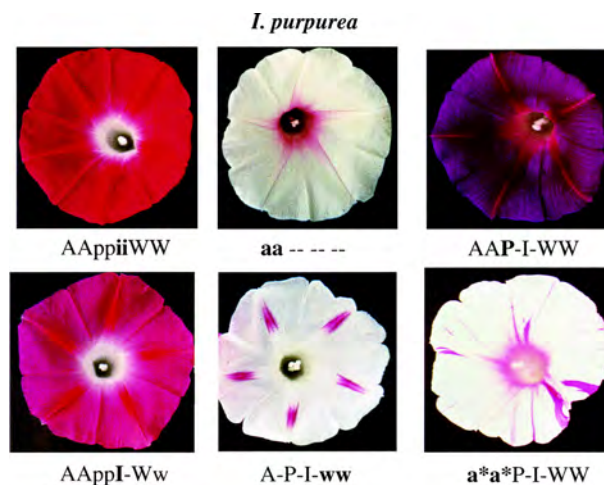 I. purpurea
AAppiiWW
aa -- -- --
AAP-I-WW
AAppI-Ww
A-P-I-ww
a*a*P-I-WW